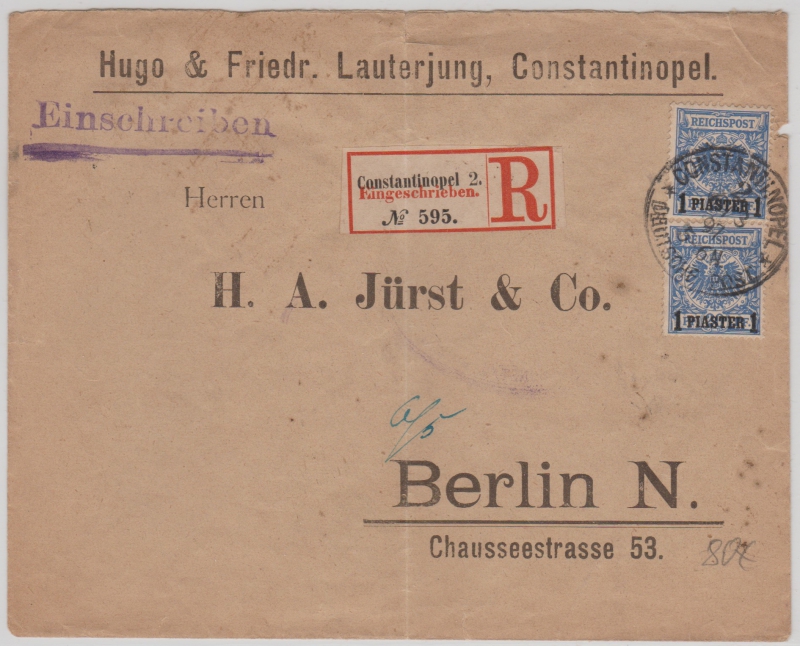 Hugo & Friedr. Lauterjung, Constantinopel.
Einschreiben
REICHSPOST
1 PIASTER 1
CONSTANTINOPEL
REICHSPOST
1 PIASTER 1
Constantinopel 2.
Eingeschrieben.
№ 595.
R
Herren
H. A. Jürst & Co.
Berlin N.
Chausseestrasse 53.